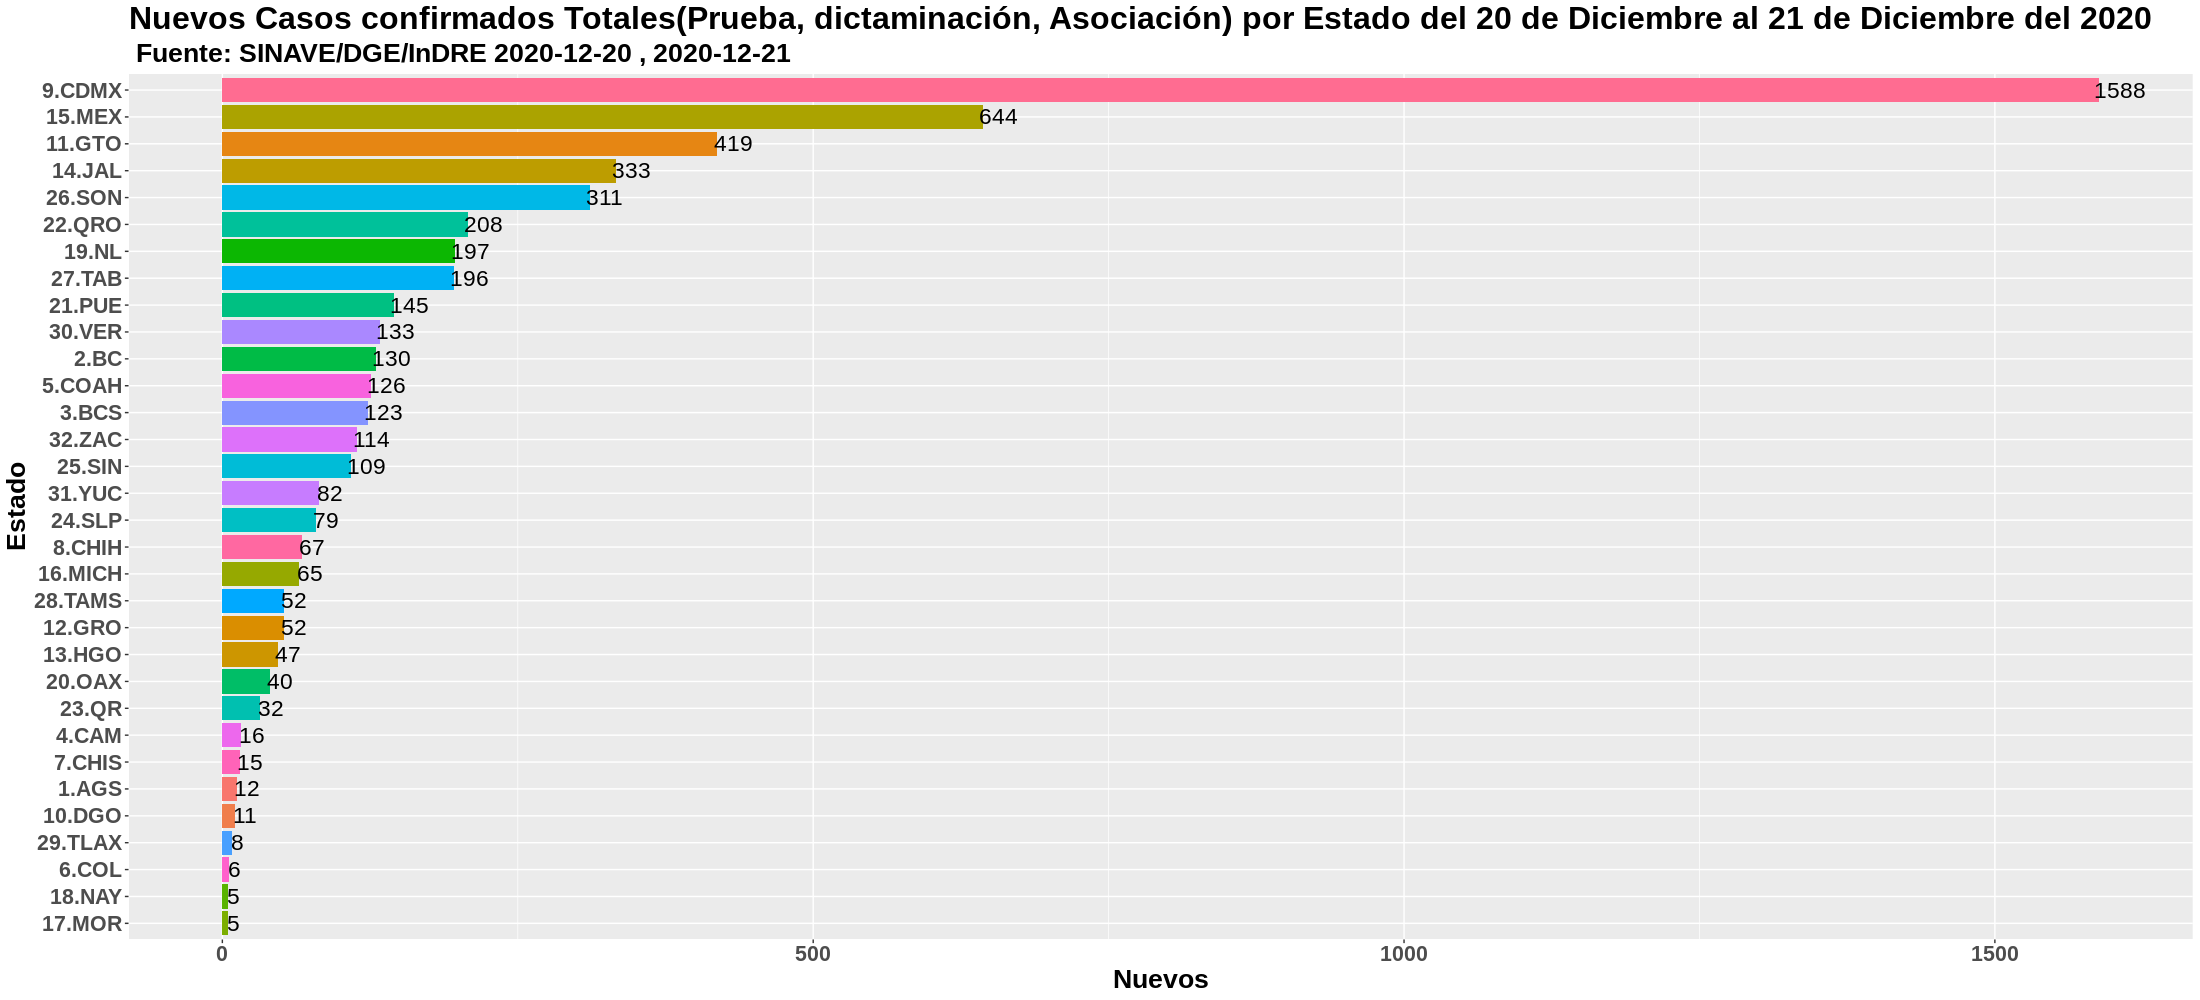 Nuevos Casos confirmados Totales(Prueba, dictaminación, Asociación) por Estado del 20 de Diciembre al 21 de Diciembre del 2020
Fuente: SINAVE/DGE/InDRE 2020-12-20 , 2020-12-21
9.CDMX 1588
15.MEX 644
11.GTO 419
14.JAL 333
26.SON 311
22.QRO 208
19.NL 197
27.TAB 196
21.PUE 145
30.VER 133
2.BC 130
5.COAH 126
3.BCS 123
32.ZAC 114
25.SIN 109
31.YUC 82
24.SLP 79
8.CHIH 67
16.MICH 65
28.TAMS 52
12.GRO 52
13.HGO 47
20.OAX 40
23.QR 32
4.CAM 16
7.CHIS 15
1.AGS 12
10.DGO 11
29.TLAX 8
6.COL 6
18.NAY 5
17.MOR 5
Estado
0 500 1000 1500
Nuevos